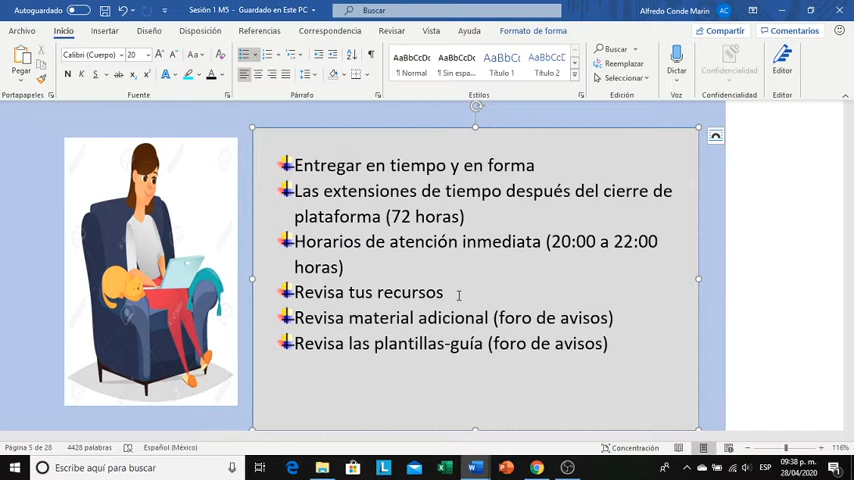 Autoguardado
Sesión 1 M5 - Guardado en Este PC
Buscar
Alfredo Conde Marin
AC
Archivo Inicio Insertar Diseño Disposición Referencias Correspondencia Revisar Vista Ayuda Formato de forma
Compartir Comentarios
Pegar
Calibri (Cuerpo) 20
N K S
AaBbCcDc AaBbCcDc AaBbC AaBbCcD
¶ Normal ¶ Sin espa... Título 1 Título 2
Buscar
Reemplazar
Seleccionar
Dictar
Confidencialidad
Editor
Portapapeles Fuente Párrafo Estilos Edición Voz Confidencialidad Editor
Entregar en tiempo y en forma
Las extensiones de tiempo después del cierre de
plataforma (72 horas)
Horarios de atención inmediata (20:00 a 22:00
horas)
Revisa tus recursos
Revisa material adicional (foro de avisos)
Revisa las plantillas-guía (foro de avisos)
Página 5 de 28 4428 palabras Español (México) Concentración 116%
Escribe aquí para buscar
ESP
09:38 p. m.
28/04/2020